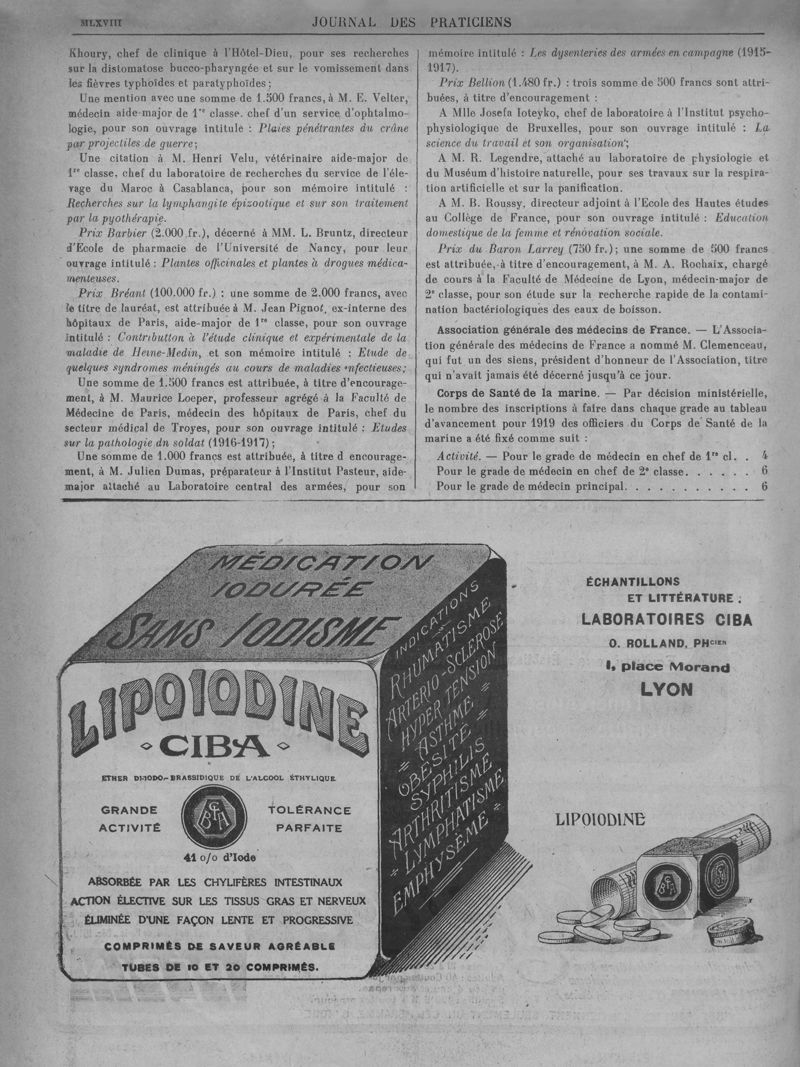 MLXVIII
JOURNAL DES PRATICIENS
Khoury, chef de clinique à l'Hôtel-Dieu, pour ses recherches
sur la distomatose bucco-pharyngée et sur le vomissement dans
les fièvres typhoïdes et paratyphoïdes ;
Une mention avec une somme de 1.500 francs, à M. E. Velter,
médecin aide-major de 1re classe. chef d'un service d'ophtalmo-
logie, pour son ouvrage intitulé : Plaies pénétrantes du crâne
par projectiles de guerre ;
Une citation à M. Henri Velu, vétérinaire aide-major de
1re classe. chef du laboratoire de recherches du service de l'éle-
vage du Maroc à Casablanca, pour son mémoire intitulé :
Recherches sur la lymphangite épizootique et sur son traitement
par la pyothérapie.
Prix Barbier (2.000 fr.), décerné à MM. L. Bruntz, directeur
d'Ecole de pharmacie de l'Université de Nancy, pour leur
ouvrage intitulé : Plantes officinales et plantes à drogues médica-
menteuses.
Prix Bréant (100.000 fr.) : une somme de 2.000 francs, avec
le titre de lauréat, est attribuée à M. Jean Pignot, ex-interne des
hôpitaux de Paris, aide-major de 1re classe, pour son ouvrage
intitulé : Contribution à l'étude clinique et expérimentale de la
maladie de Heine-Medin, et son mémoire intitulé : Etude de
quelques syndromes méningés au cours de maladies infectieuses ;
Une somme de 1.500 francs est attribuée, à titre d'encourage-
ment, à M. Maurice Loeper, professeur agrégé à la Faculté de
Médecine de Paris, médecin des hôpitaux de Paris, chef du
secteur médical de Troyes, pour son ouvrage intitulé : Etudes
sur la pathologie dn soldat (1916-1917) ;
Une somme de 1.000 francs est attribuée, à titre d encourage-
ment, à M. Julien Dumas, préparateur à l'Institut Pasteur, aide-
major attaché au Laboratoire central des armées, pour son
mémoire intitulé : Les dysenteries des armées en campagne (1915-
1917).
Prix Bellion (1.480 fr.) : trois somme de 500 francs sont attri-
buées, à titre d'encouragement :
A Mlle Josefa Ioteyko, chef de laboratoire à l'Institut psycho-
physiologique de Bruxelles, pour son ouvrage intitulé : La
science du travail et son organisation ;
A M. R. Legendre, attaché au laboratoire de physiologie et
du Muséum d'histoire naturelle, pour ses travaux sur la respira-
tion artificielle et sur la panification.
A M. B. Roussy, directeur adjoint à l'Ecole des Hautes études
au Collège de France, pour son ouvrage intitulé : Education
domestique de la femme et rénovation sociale.
Prix du Baron Larrey (750 fr.) ; une somme de 500 francs
est attribuée, à titre d'encouragement, à M. A. Rochaix, chargé
de cours à la Faculté de Médecine de Lyon, médecin-major de
2e classe, pour son étude sur la recherche rapide de la contami-
nation bactériologiques des eaux de boisson.
Association générale des médecins de France. — L'Associa-
tion générale des médecins de France a nommé M. Clemenceau,
qui fut un des siens, président d'honneur de l'Association, titre
qui n'avait jamais été décerné jusqu'à ce jour.
Corps de Santé de la marine. — Par décision ministérielle,
le nombre des inscriptions à faire dans chaque grade au tableau
d'avancement pour 1919 des officiers du Corps de Santé de la
marine a été fixé comme suit :
Activité. — Pour le grade de médecin en chef de 1re cl. . 4
Pour le grade de médecin en chef de 2e classe. . . . . . 6
Pour le grade de médecin principal. . . . . . . . . . . 6
MÉDICATION
IODURÉE
SANS IODISME
LIPOIODINE
CIBA
ETHER DI-IODO-BRASSIDIQUE DE L'ALCOOL ÉTHYLIQUE
GRANDE
ACTIVITÉ
CIBA
TOLÉRANCE
PARFAITE
41 o/o d'Iode
ABSORBÉE PAR LES CHYLIFÈRES INTESTINAUX
ACTION ÉLECTIVE SUR LES TISSUS GRAS ET NERVEUX
ÉLIMINÉE D'UNE FAÇON LENTE ET PROGRESSIVE
COMPRIMÉS DE SAVEUR AGRÉABLE
TUBES DE 10 ET 20 COMPRIMÉS.
INDICATIONS
RHUMATISME
ARTERIO-SCLEROSE
HYPER TENSION
ASTHME
OBÉSITÉ
SYPHILIS
ARTHRITISME
LYMPHATISME
EMPHYSÈME
ÉCHANTILLONS
ET LITTÉRATURE :
LABORATOIRES CIBA
O. ROLLAND, PHCIEN
1, place Morand
LYON
LIPOIODINE
CIBA